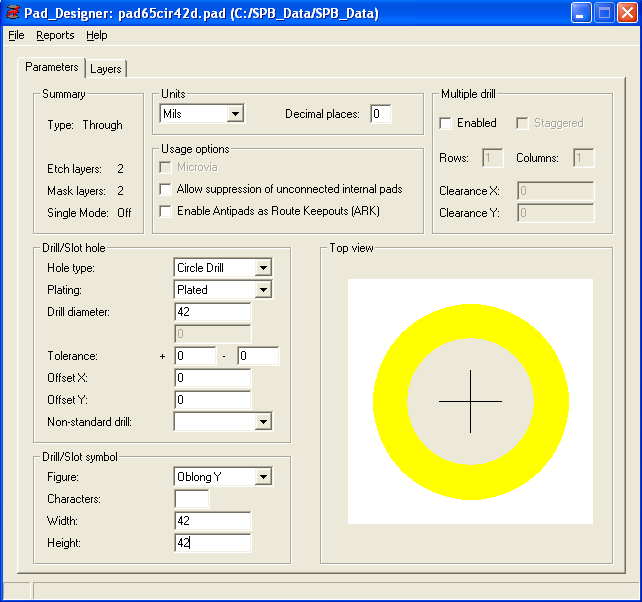 Pad_Designer: pad65cir42d.pad (C:/SPB_Data/SPB_Data)
File Reports Help
Parameters Layers
Summary
Type: Through
Etch layers: 2
Mask layers: 2
Single Mode: Off
Units
Mils Decimal places: 0
Usage options
Microvia
Allow suppression of unconnected internal pads
Enable Antipads as Route Keepouts (ARK)
Multiple drill
Enabled Staggered
Rows: 1 Columns: 1
Clearance X: 0
Clearance Y: 0
Drill/Slot hole
Hole type: Circle Drill
Plating: Plated
Drill diameter: 42
0
Tolerance: + 0 - 0
Offset X: 0
Offset Y: 0
Non-standard drill:
Drill/Slot symbol
Figure: Oblong Y
Characters:
Width: 42
Height: 42
Top view